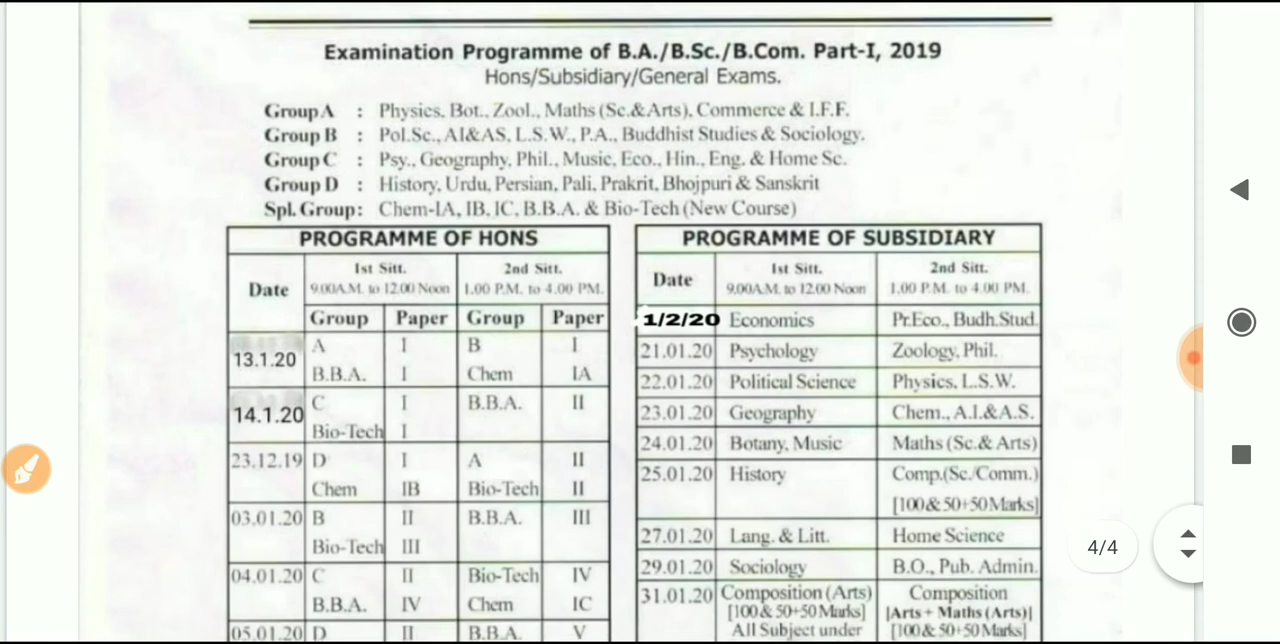 Examination Programme of B.A./B.Sc./B.Com. Part-I, 2019
Hons/Subsidiary/General Exams.
Group A : Physics, Bot., Zool., Maths (Sc.&Arts), Commerce & I.F.F.
Group B : Pol.Sc., AI&AS, L.S.W., P.A., Buddhist Studies & Sociology.
Group C : Psy., Geography, Phil., Music, Eco., Hin., Eng. & Home Sc.
Group D : History, Urdu, Persian, Pali, Prakrit, Bhojpuri & Sanskrit
Spl. Group: Chem-IA, IB, IC, B.B.A. & Bio-Tech (New Course)
PROGRAMME OF HONS
Date
1st Sitt. 2nd Sitt.
9.00A.M. to 12.00 Noon 1.00 P.M. to 4.00 PM.
Group Paper Group Paper
13.1.20 A I B I
B.B.A. I Chem IA
14.1.20 C I B.B.A. II
Bio-Tech I
23.12.19 D I A II
Chem IB Bio-Tech II
03.01.20 B II B.B.A. III
Bio-Tech III
04.01.20 C II Bio-Tech IV
B.B.A. IV Chem IC
05.01.20 D II B.B.A. V
PROGRAMME OF SUBSIDIARY
Date
1st Sitt. 2nd Sitt.
9.00A.M. to 12.00 Noon 1.00 P.M. to 4.00 PM.
1/2/20 Economics Pr.Eco., Budh.Stud.
21.01.20 Psychology Zoology, Phil.
22.01.20 Political Science Physics, L.S.W.
23.01.20 Geography Chem., A.I.&A.S.
24.01.20 Botany, Music Maths (Sc.& Arts)
25.01.20 History Comp.(Sc./Comm.)
[100& 50+50Marks]
27.01.20 Lang. & Litt. Home Science
29.01.20 Sociology B.O., Pub. Admin.
31.01.20 Composition (Arts) Composition
[100& 50+50 Marks] |Arts + Maths (Arts)|
All Subject under [100& 50+50Marks]
4/4